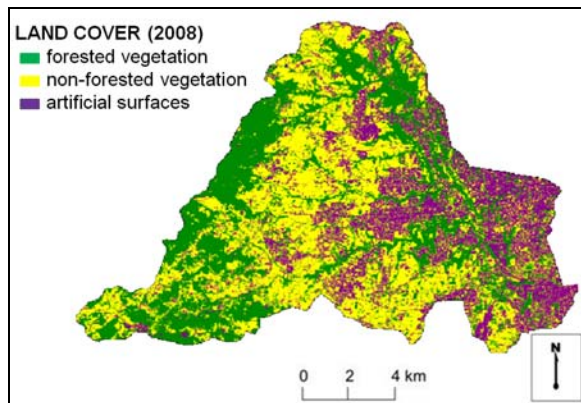 LAND COVER (2008)
forested vegetation
non-forested vegetation
artificial surfaces
N
0 2 4 km